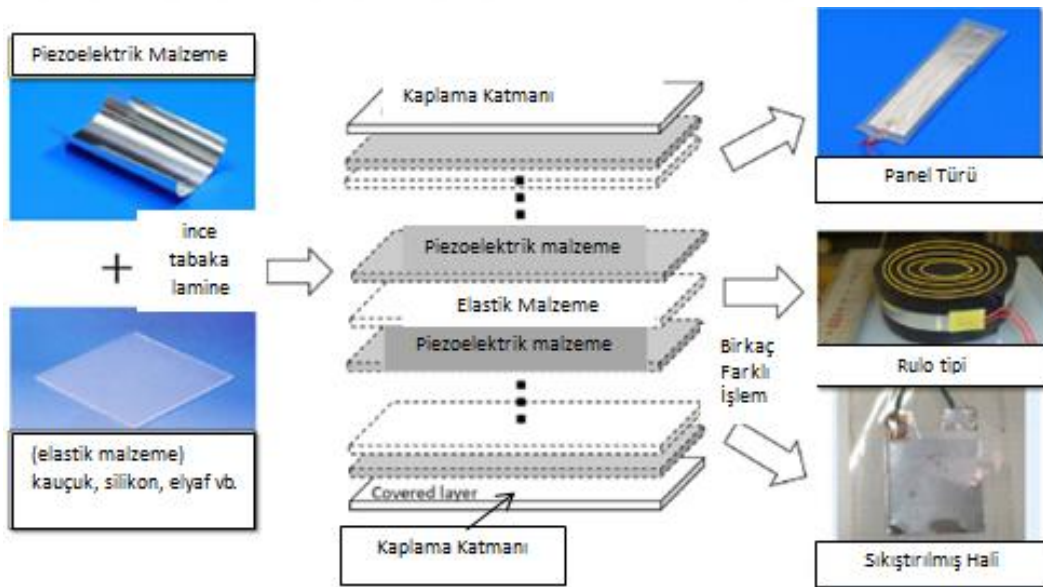 Piezoelektrik Malzeme
ince
tabaka
lamine
+
(elastik malzeme)
kauçuk, silikon, elyaf vb.
Kaplama Katmanı
Piezoelektrik malzeme
Elastik Malzeme
Piezoelektrik malzeme
Covered layer
Kaplama Katmanı
Birkaç
Farklı
İşlem
Panel Türü
Rulo tipi
Sıkıştırılmış Hali